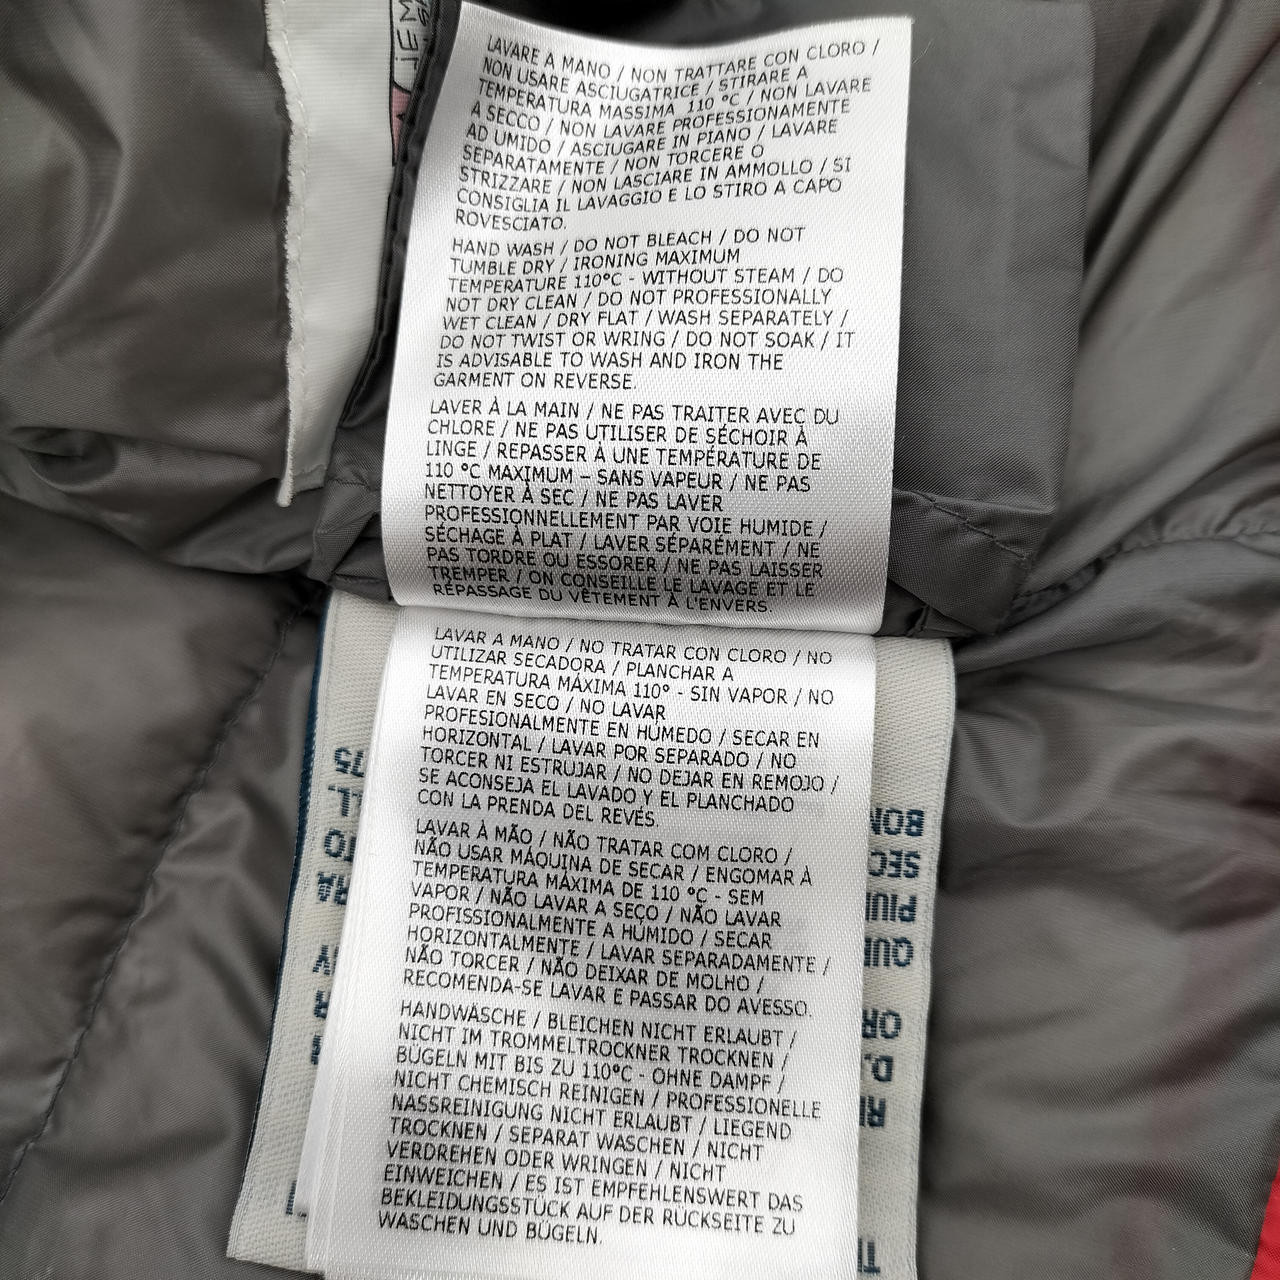 LAVARE A MANO / NON TRATTARE CON CLORO /
NON USARE ASCIUGATRICE / STIRARE A
TEMPERATURA MASSIMA 110 °C / NON LAVARE
A SECCO / NON LAVARE PROFESSIONAMENTE
AD UMIDO / ASCIUGARE IN PIANO / LAVARE
SEPARATAMENTE / NON TORCERE O
STRIZZARE / NON LASCIARE IN AMMOLLO / SI
CONSIGLIA IL LAVAGGIO E LO STIRO A CAPO
ROVESCIATO.
HAND WASH / DO NOT BLEACH / DO NOT
TUMBLE DRY / IRONING MAXIMUM
TEMPERATURE 110°C - WITHOUT STEAM / DO
NOT DRY CLEAN / DO NOT PROFESSIONALLY
WET CLEAN / DRY FLAT / WASH SEPARATELY /
DO NOT TWIST OR WRING / DO NOT SOAK / IT
IS ADVISABLE TO WASH AND IRON THE
GARMENT ON REVERSE.
LAVER À LA MAIN / NE PAS TRAITER AVEC DU
CHLORE / NE PAS UTILISER DE SÉCHOIR À
LINGE / REPASSER À UNE TEMPÉRATURE DE
110 °C MAXIMUM – SANS VAPEUR / NE PAS
NETTOYER À SEC / NE PAS LAVER
PROFESSIONNELLEMENT PAR VOIE HUMIDE /
SÉCHAGE À PLAT / LAVER SÉPARÉMENT / NE
PAS TORDRE OU ESSORER / NE PAS LAISSER
TREMPER / ON CONSEILLE LE LAVAGE ET LE
RÉPASSAGE DU VÊTEMENT À L'ENVERS.
LAVAR A MANO / NO TRATAR CON CLORO / NO
UTILIZAR SECADORA / PLANCHAR A
TEMPERATURA MÁXIMA 110° - SIN VAPOR / NO
LAVAR EN SECO / NO LAVAR
PROFESIONALMENTE EN HÚMEDO / SECAR EN
HORIZONTAL / LAVAR POR SEPARADO / NO
TORCER NI ESTRUJAR / NO DEJAR EN REMOJO /
SE ACONSEJA EL LAVADO Y EL PLANCHADO
CON LA PRENDA DEL REVÉS.
LAVAR À MÃO / NÃO TRATAR COM CLORO /
NÃO USAR MÁQUINA DE SECAR / ENGOMAR À
TEMPERATURA MÁXIMA DE 110 °C - SEM
VAPOR / NÃO LAVAR A SEÇO / NÃO LAVAR
PROFISSIONALMENTE A HÚMIDO / SECAR
HORIZONTALMENTE / LAVAR SEPARADAMENTE /
NÃO TORCER / NÃO DEIXAR DE MOLHO /
RECOMENDA-SE LAVAR E PASSAR DO AVESSO.
HANDWÄSCHE / BLEICHEN NICHT ERLAUBT /
NICHT IM TROMMELTROCKNER TROCKNEN /
BÜGELN MIT BIS ZU 110°C - OHNE DAMPF /
NICHT CHEMISCH REINIGEN / PROFESSIONELLE
NASSREINIGUNG NICHT ERLAUBT / LIEGEND
TROCKNEN / SEPARAT WASCHEN / NICHT
VERDREHEN ODER WRINGEN / NICHT
EINWEICHEN / ES IST EMPFEHLENSWERT DAS
BEKLEIDUNGSSTÜCK AUF DER RÜCKSEITE ZU
WASCHEN UND BÜGELN.